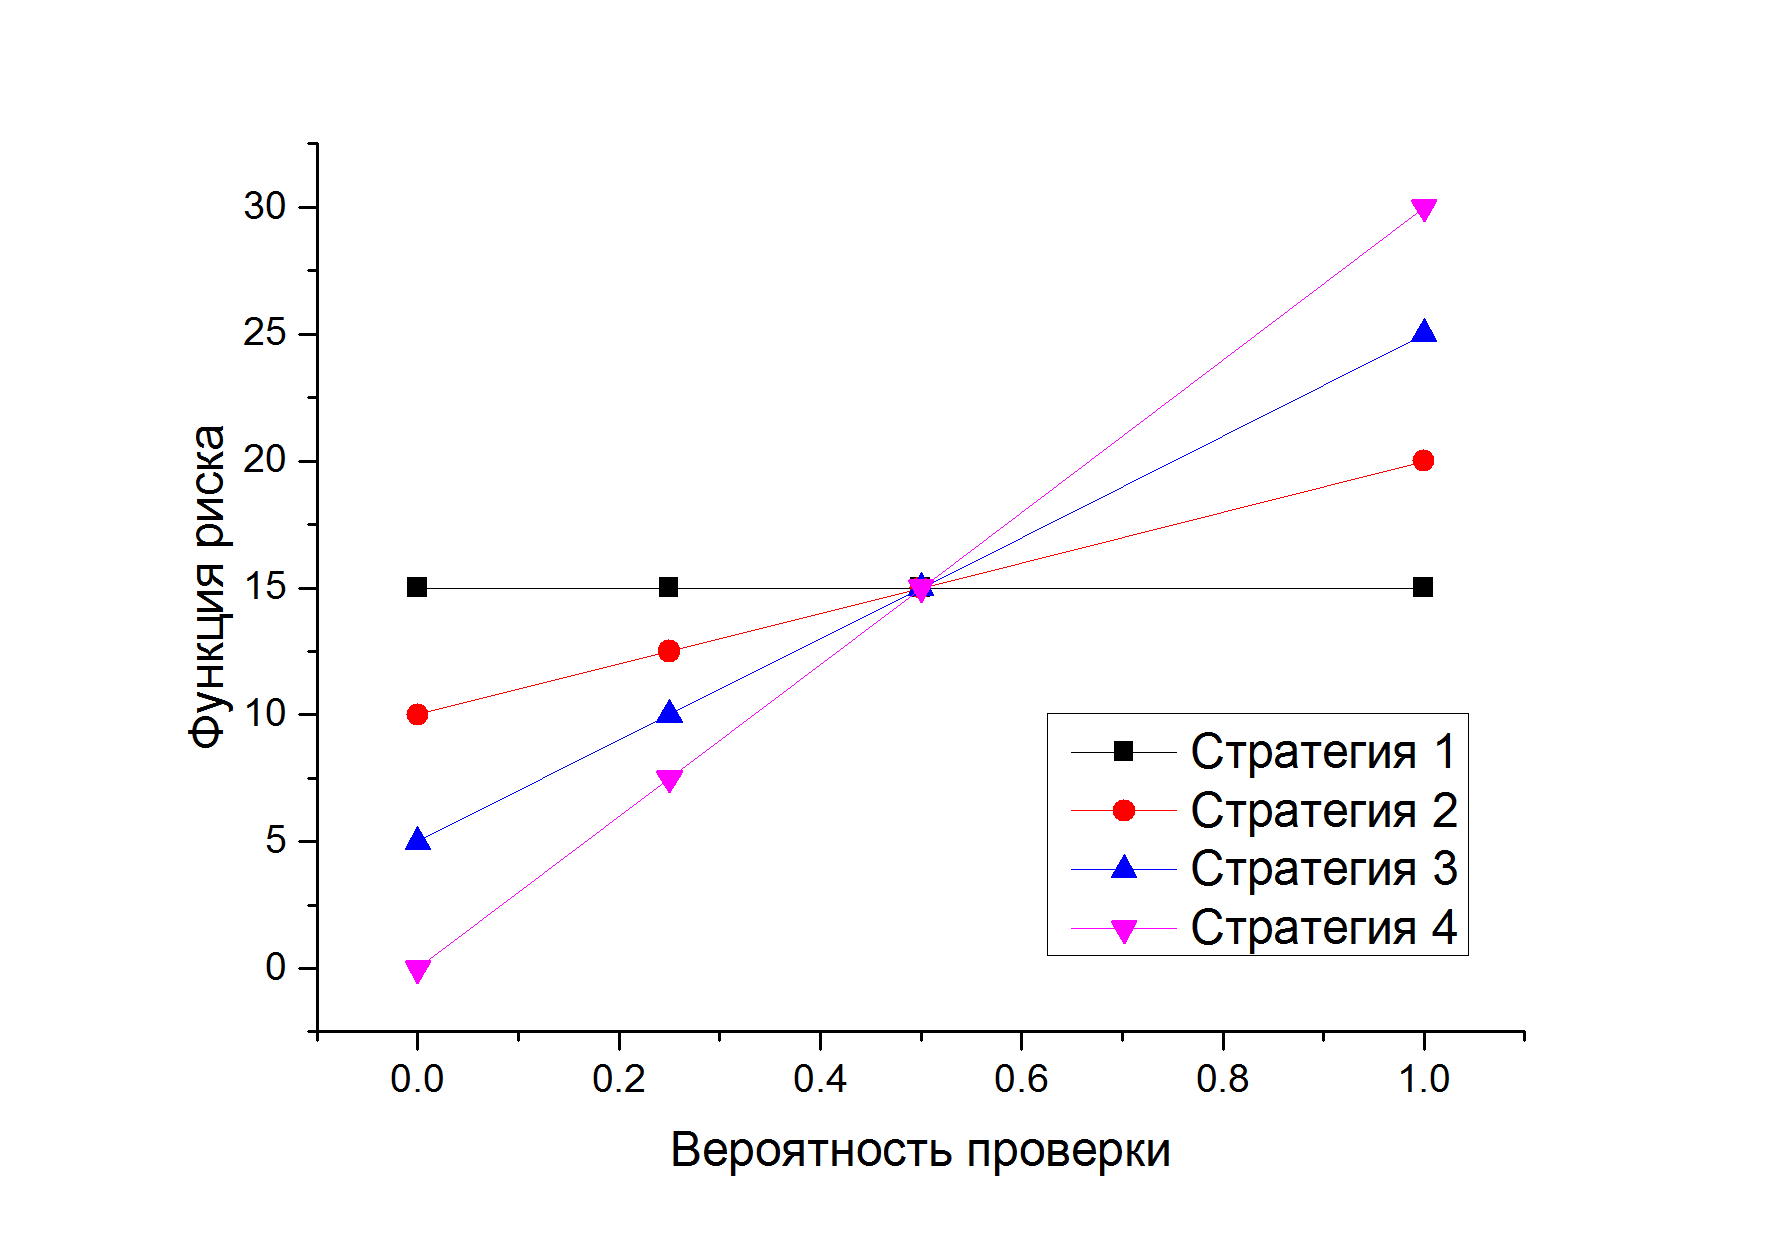 30
25
20
15
10
5
0
Функция риска
0.0 0.2 0.4 0.6 0.8 1.0
Вероятность проверки
Стратегия 1
Стратегия 2
Стратегия 3
Стратегия 4